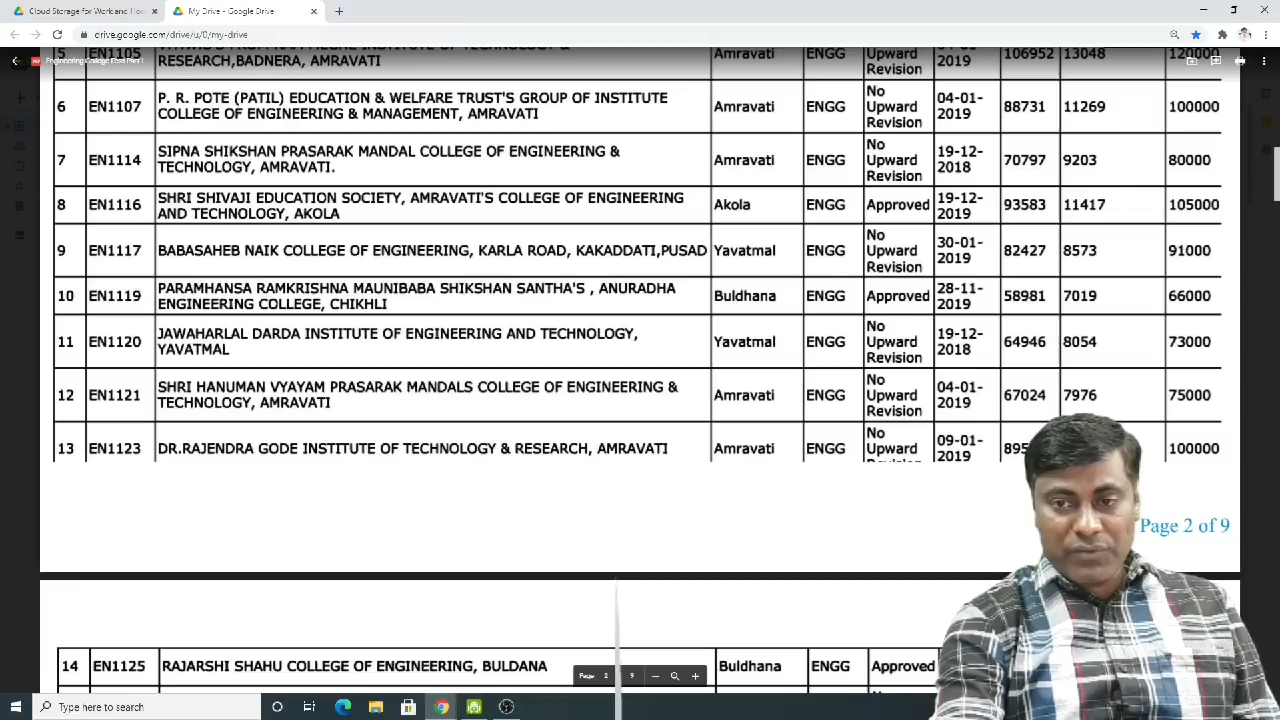 Cloud Storage for Work and Hom
My Drive - Google Drive
drive.google.com/drive/u/0/my-drive
5 EN1105 RESEARCH,BADNERA, AMRAVATI Amravati ENGG Upward Revision 2019 106952 13048 120000
6 EN1107 P. R. POTE (PATIL) EDUCATION & WELFARE TRUST'S GROUP OF INSTITUTE
COLLEGE OF ENGINEERING & MANAGEMENT, AMRAVATI Amravati ENGG No Upward Revision 04-01-2019 88731 11269 100000
7 EN1114 SIPNA SHIKSHAN PRASARAK MANDAL COLLEGE OF ENGINEERING &
TECHNOLOGY, AMRAVATI. Amravati ENGG No Upward Revision 19-12-2018 70797 9203 80000
8 EN1116 SHRI SHIVAJI EDUCATION SOCIETY, AMRAVATI'S COLLEGE OF ENGINEERING
AND TECHNOLOGY, AKOLA Akola ENGG Approved 19-12-2019 93583 11417 105000
9 EN1117 BABASAHEB NAIK COLLEGE OF ENGINEERING, KARLA ROAD, KAKADDATI,PUSAD Yavatmal ENGG No Upward Revision 30-01-2019 82427 8573 91000
10 EN1119 PARAMHANSA RAMKRISHNA MAUNIBABA SHIKSHAN SANTHA'S , ANURADHA
ENGINEERING COLLEGE, CHIKHLI Buldhana ENGG Approved 28-11-2019 58981 7019 66000
11 EN1120 JAWAHARLAL DARDA INSTITUTE OF ENGINEERING AND TECHNOLOGY,
YAVATMAL Yavatmal ENGG No Upward Revision 19-12-2018 64946 8054 73000
12 EN1121 SHRI HANUMAN VYAYAM PRASARAK MANDALS COLLEGE OF ENGINEERING &
TECHNOLOGY, AMRAVATI Amravati ENGG No Upward Revision 04-01-2019 67024 7976 75000
13 EN1123 DR.RAJENDRA GODE INSTITUTE OF TECHNOLOGY & RESEARCH, AMRAVATI Amravati ENGG No Upward 09-01-2019 100000
Page 2 of 9
14 EN1125 RAJARSHI SHAHU COLLEGE OF ENGINEERING, BULDANA Buldhana ENGG Approved
Page 2 9
Type here to search